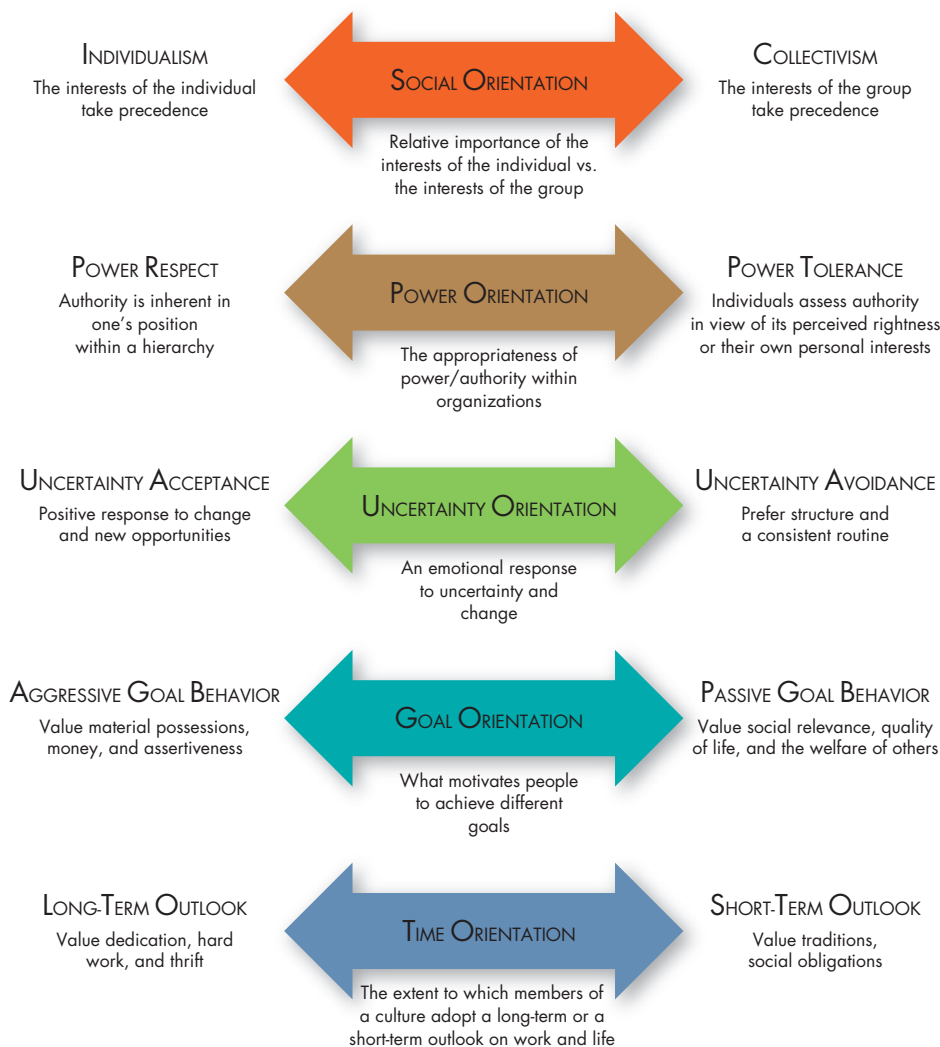 INDIVIDUALISM
The interests of the individual
take precedence
SOCIAL ORIENTATION
Relative importance of the
interests of the individual vs.
the interests of the group
COLLECTIVISM
The interests of the group
take precedence
POWER RESPECT
Authority is inherent in
one's position
within a hierarchy
POWER ORIENTATION
The appropriateness of
power/authority within
organizations
POWER TOLERANCE
Individuals assess authority
in view of its perceived rightness
or their own personal interests
UNCERTAINTY ACCEPTANCE
Positive response to change
and new opportunities
UNCERTAINTY ORIENTATION
An emotional response
to uncertainty and
change
UNCERTAINTY AVOIDANCE
Prefer structure and
a consistent routine
AGGRESSIVE GOAL BEHAVIOR
Value material possessions,
money, and assertiveness
GOAL ORIENTATION
What motivates people
to achieve different
goals
PASSIVE GOAL BEHAVIOR
Value social relevance, quality
of life, and the welfare of others
LONG-TERM OUTLOOK
Value dedication, hard
work, and thrift
TIME ORIENTATION
The extent to which members of
a culture adopt a long-term or a
short-term outlook on work and life
SHORT-TERM OUTLOOK
Value traditions,
social obligations